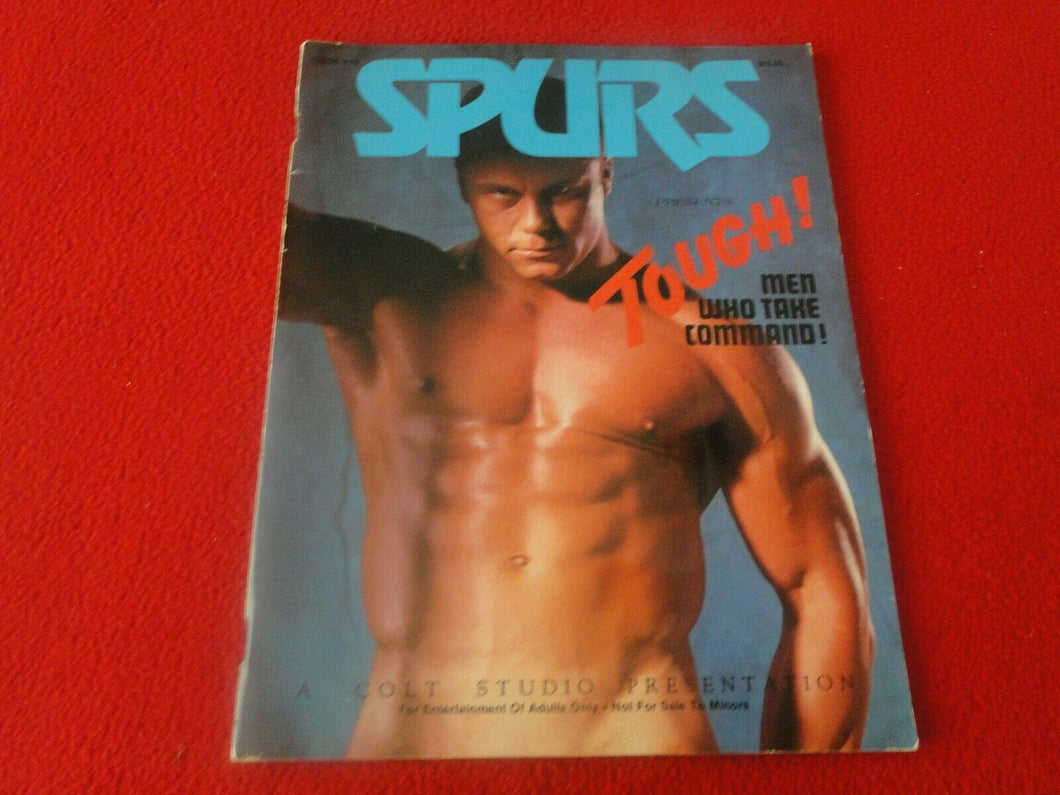 SPURS
PRESENTS
TOUGH!
MEN
WHO TAKE
COMMAND!
A COLT STUDIO PRESENTATION
For Entertainment Of Adults Only • Not For Sale To Minors